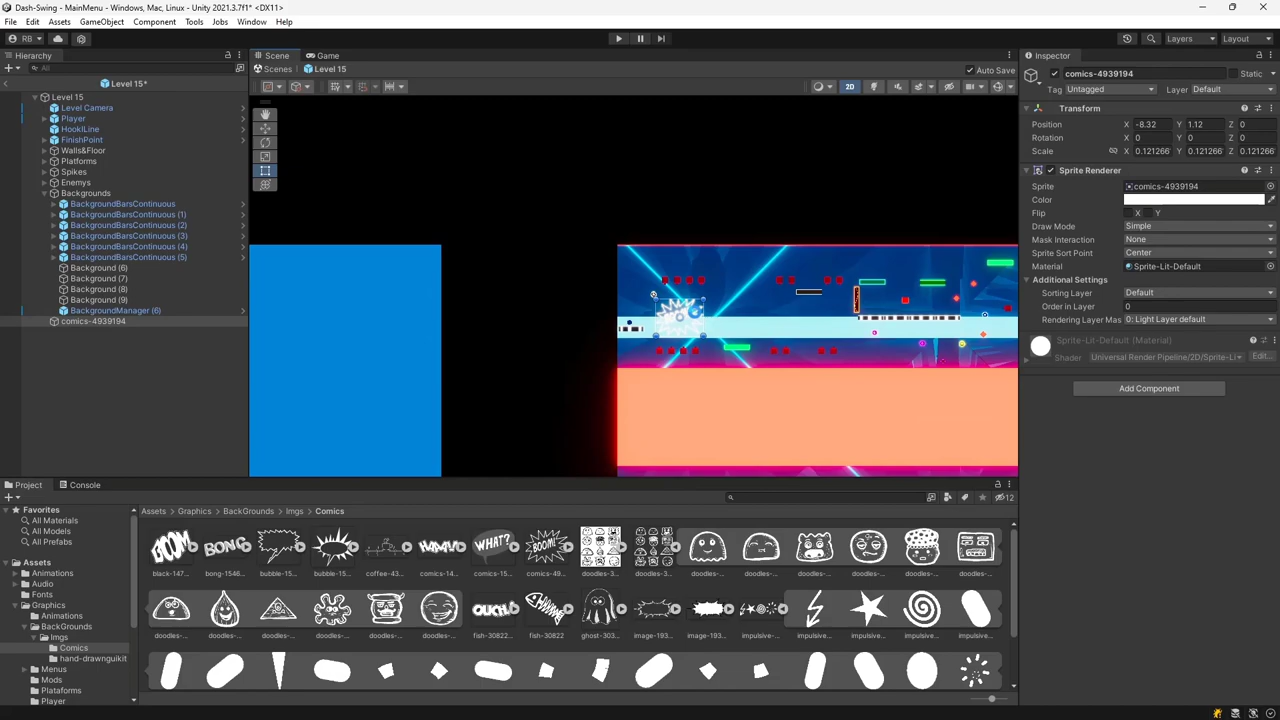 Dash-Swing - MainMenu - Windows, Mac, Linux - Unity 2021.3.7f1* <DX11>
File Edit Assets GameObject Component Tools Jobs Window Help
RB Layers Layout
Hierarchy Scene Game Inspector
All Scenes Level 15 Auto Save
Level 15*
2D
Level 15
Level Camera
Player
HooklLine
FinishPoint
Walls&Floor
Platforms
Spikes
Enemys
Backgrounds
BackgroundBarsContinuous
BackgroundBarsContinuous (1)
BackgroundBarsContinuous (2)
BackgroundBarsContinuous (3)
BackgroundBarsContinuous (4)
BackgroundBarsContinuous (5)
Background (6)
Background (7)
Background (8)
Background (9)
BackgroundManager (6)
comics-4939194
comics-4939194 Static
Tag Untagged Layer Default
Transform
Position X -8.32 Y 1.12 Z 0
Rotation X 0 Y 0 Z 0
Scale X 0.121266 Y 0.121266 Z 0.121266
Sprite Renderer
Sprite comics-4939194
Color
Flip X Y
Draw Mode Simple
Mask Interaction None
Sprite Sort Point Center
Material Sprite-Lit-Default
Additional Settings
Sorting Layer Default
Order in Layer 0
Rendering Layer Mas 0: Light Layer default
Sprite-Lit-Default (Material)
Shader Universal Render Pipeline/2D/Sprite-Li Edit...
Add Component
Project Console
12
Favorites
All Materials
All Models
All Prefabs
Assets
Animations
Audio
Fonts
Graphics
Animations
BackGrounds
Imgs
Comics
hand-drawnguikit
Menus
Mods
Plataforms
Player
Assets Graphics BackGrounds Imgs Comics
BOOM BONG WHAT? BOOM!
black-147... bong-1546... bubble-15... bubble-15... coffee-43... comics-14... comics-15... comics-49... doodles-3... doodles-3... doodles-... doodles-... doodles-... doodles-... doodles-... doodles-...
OUCH
doodles-... doodles-... doodles-... doodles-... doodles-... doodles-... fish-30822... fish-30822 ghost-303... image-193... image-193... impulsive-... impulsive... impulsive... impulsive... impulsive...